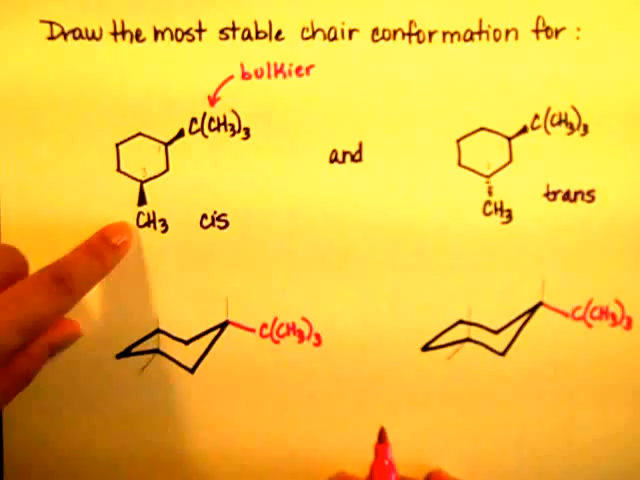 Draw the most stable chair conformation for:
bulkier
C(CH3)3
C(CH3)3
and
trans
CH3
CH3
cis
C(CH3)3
C(CH3)3